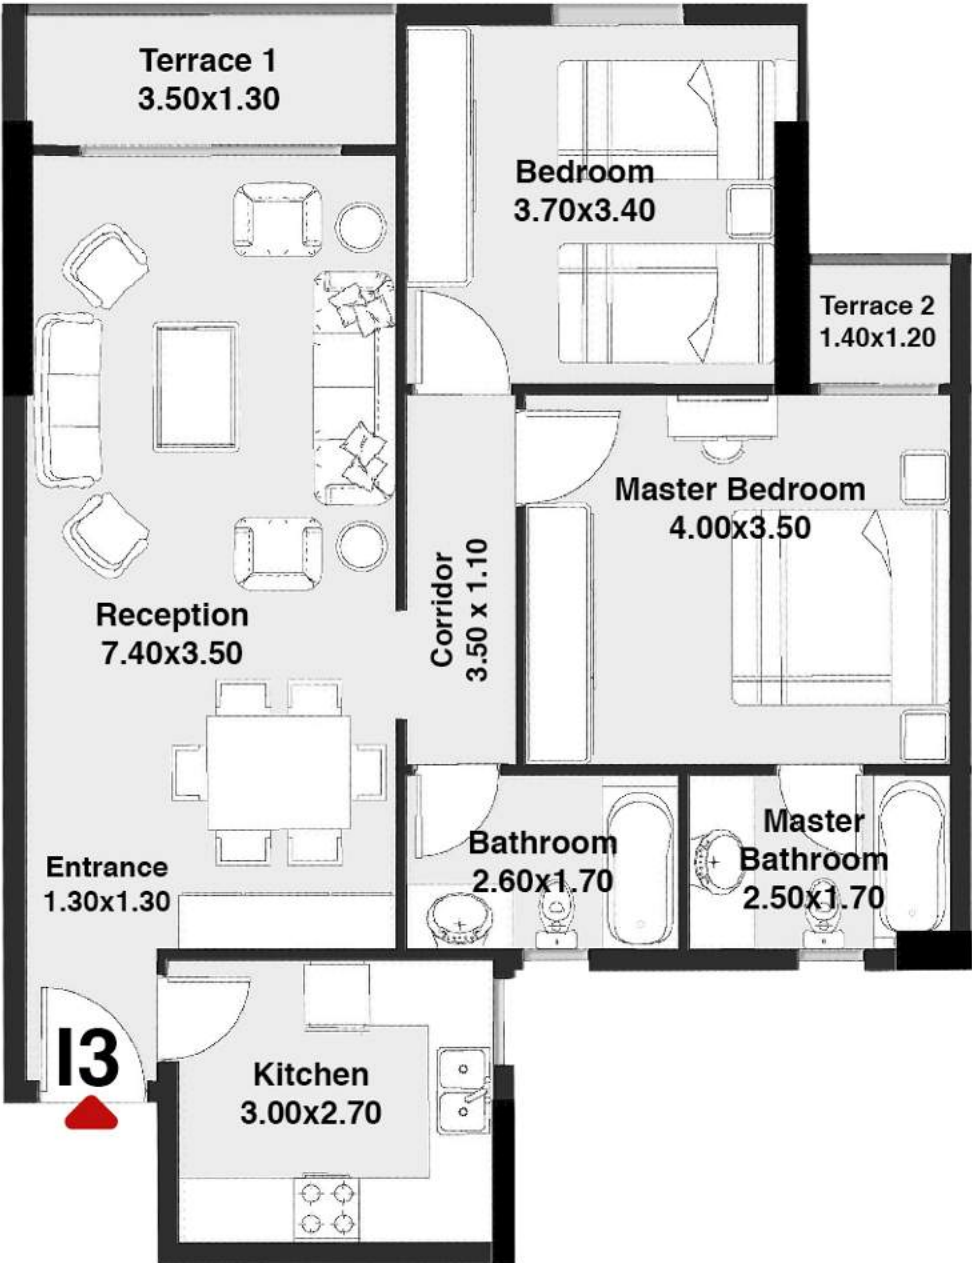 Terrace 1
3.50x1.30
Bedroom
3.70x3.40
Terrace 2
1.40x1.20
Master Bedroom
4.00x3.50
Corridor
3.50 x 1.10
Reception
7.40x3.50
Entrance
1.30x1.30
Bathroom
2.60x1.70
Master
Bathroom
2.50x1.70
I3
Kitchen
3.00x2.70